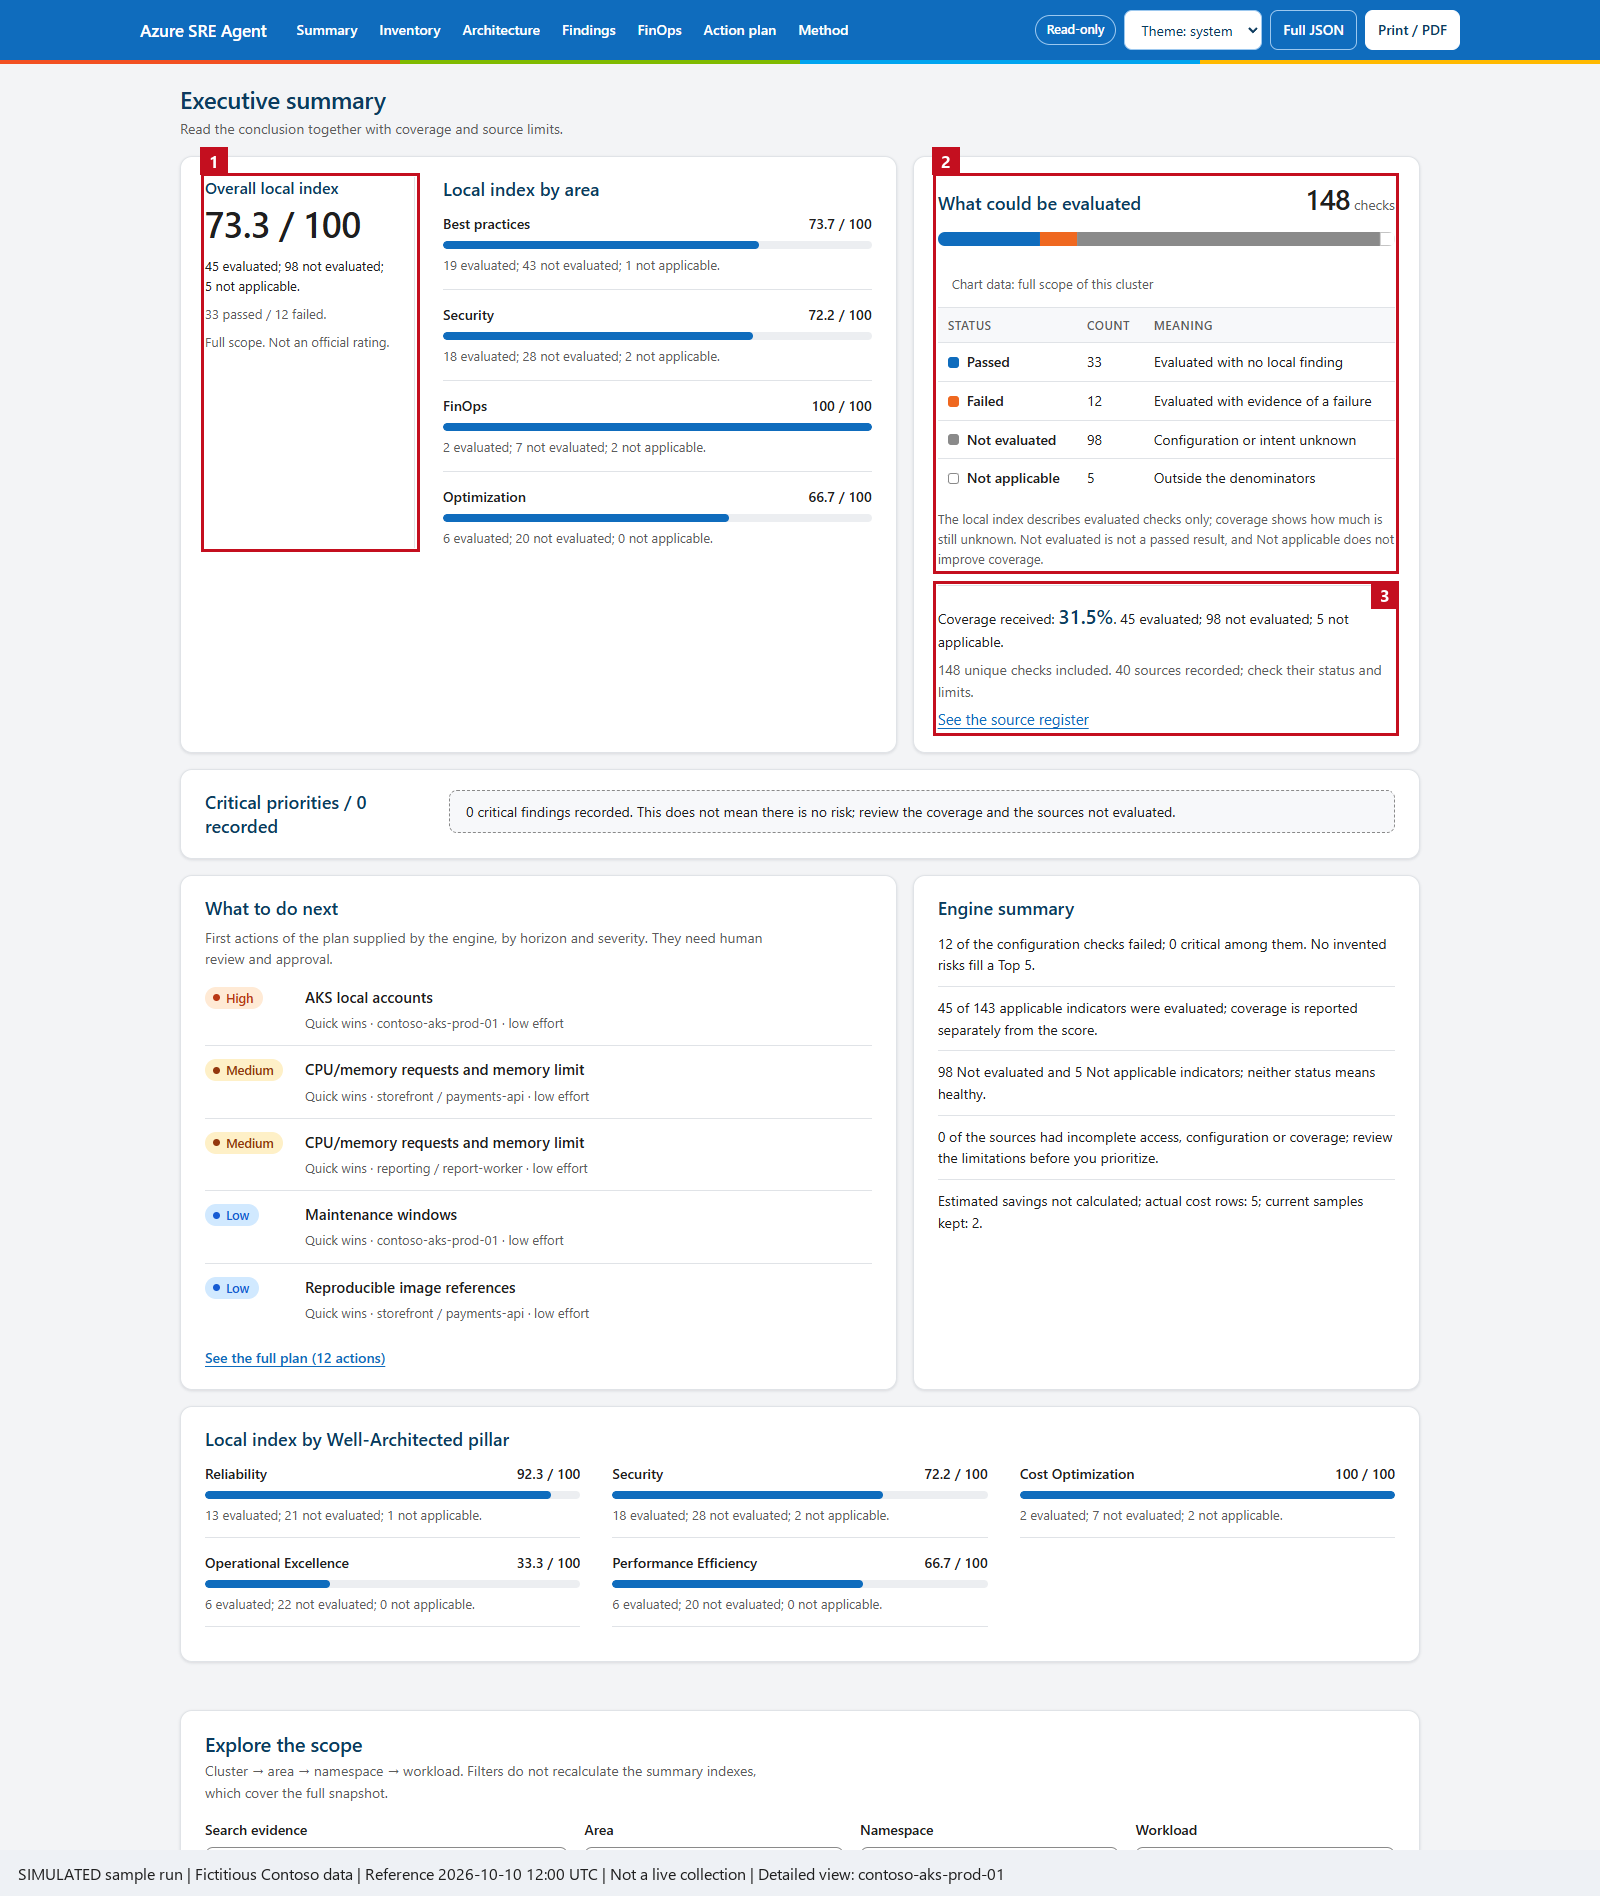 Azure SRE Agent
Summary
Inventory
Architecture
Findings
FinOps
Action plan
Method
Read-only
Theme: system
Full JSON
Print / PDF
Executive summary
Read the conclusion together with coverage and source limits.
1
Overall local index
73.3 / 100
45 evaluated; 98 not evaluated;
5 not applicable.
33 passed / 12 failed.
Full scope. Not an official rating.
Local index by area
Best practices 73.7 / 100
19 evaluated; 43 not evaluated; 1 not applicable.
Security 72.2 / 100
18 evaluated; 28 not evaluated; 2 not applicable.
FinOps 100 / 100
2 evaluated; 7 not evaluated; 2 not applicable.
Optimization 66.7 / 100
6 evaluated; 20 not evaluated; 0 not applicable.
2
What could be evaluated 148 checks
Chart data: full scope of this cluster
STATUS COUNT MEANING
Passed 33 Evaluated with no local finding
Failed 12 Evaluated with evidence of a failure
Not evaluated 98 Configuration or intent unknown
Not applicable 5 Outside the denominators
The local index describes evaluated checks only; coverage shows how much is
still unknown. Not evaluated is not a passed result, and Not applicable does not
improve coverage.
3
Coverage received: 31.5%. 45 evaluated; 98 not evaluated; 5 not
applicable.
148 unique checks included. 40 sources recorded; check their status and
limits.
See the source register
Critical priorities / 0
recorded
0 critical findings recorded. This does not mean there is no risk; review the coverage and the sources not evaluated.
What to do next
First actions of the plan supplied by the engine, by horizon and severity. They need human
review and approval.
High AKS local accounts
Quick wins · contoso-aks-prod-01 · low effort
Medium CPU/memory requests and memory limit
Quick wins · storefront / payments-api · low effort
Medium CPU/memory requests and memory limit
Quick wins · reporting / report-worker · low effort
Low Maintenance windows
Quick wins · contoso-aks-prod-01 · low effort
Low Reproducible image references
Quick wins · storefront / payments-api · low effort
See the full plan (12 actions)
Engine summary
12 of the configuration checks failed; 0 critical among them. No invented
risks fill a Top 5.
45 of 143 applicable indicators were evaluated; coverage is reported
separately from the score.
98 Not evaluated and 5 Not applicable indicators; neither status means
healthy.
0 of the sources had incomplete access, configuration or coverage; review
the limitations before you prioritize.
Estimated savings not calculated; actual cost rows: 5; current samples
kept: 2.
Local index by Well-Architected pillar
Reliability 92.3 / 100
13 evaluated; 21 not evaluated; 1 not applicable.
Security 72.2 / 100
18 evaluated; 28 not evaluated; 2 not applicable.
Cost Optimization 100 / 100
2 evaluated; 7 not evaluated; 2 not applicable.
Operational Excellence 33.3 / 100
6 evaluated; 22 not evaluated; 0 not applicable.
Performance Efficiency 66.7 / 100
6 evaluated; 20 not evaluated; 0 not applicable.
Explore the scope
Cluster → area → namespace → workload. Filters do not recalculate the summary indexes,
which cover the full snapshot.
Search evidence
Area
Namespace
Workload
SIMULATED sample run | Fictitious Contoso data | Reference 2026-10-10 12:00 UTC | Not a live collection | Detailed view: contoso-aks-prod-01